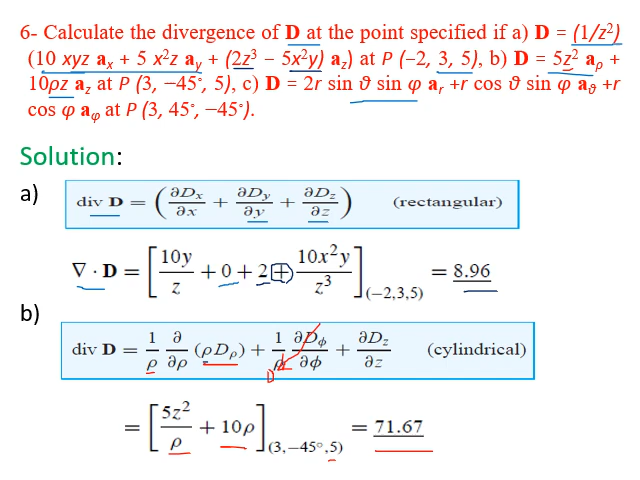 6- Calculate the divergence of D at the point specified if a) D = (1/z²)
(10 xyz aₓ + 5 x²z a_y + (2z³ − 5x²y) a_z) at P (−2, 3, 5), b) D = 5z² a_ρ +
10ρz a_z at P (3, −45°, 5), c) D = 2r sin ϑ sin φ a_r +r cos ϑ sin φ a_ϑ +r
cos φ a_φ at P (3, 45°, −45°).
Solution:
a)
div D = (∂Dₓ/∂x + ∂D_y/∂y + ∂D_z/∂z) (rectangular)
∇ · D = [10y/z + 0 + 2 + 10x²y/z³](−2,3,5) = 8.96
b)
div D = 1/ρ ∂/∂ρ (ρD_ρ) + 1/ρ ∂D_ϕ/∂ϕ + ∂D_z/∂z (cylindrical)
= [5z²/ρ + 10ρ](3,−45°,5) = 71.67